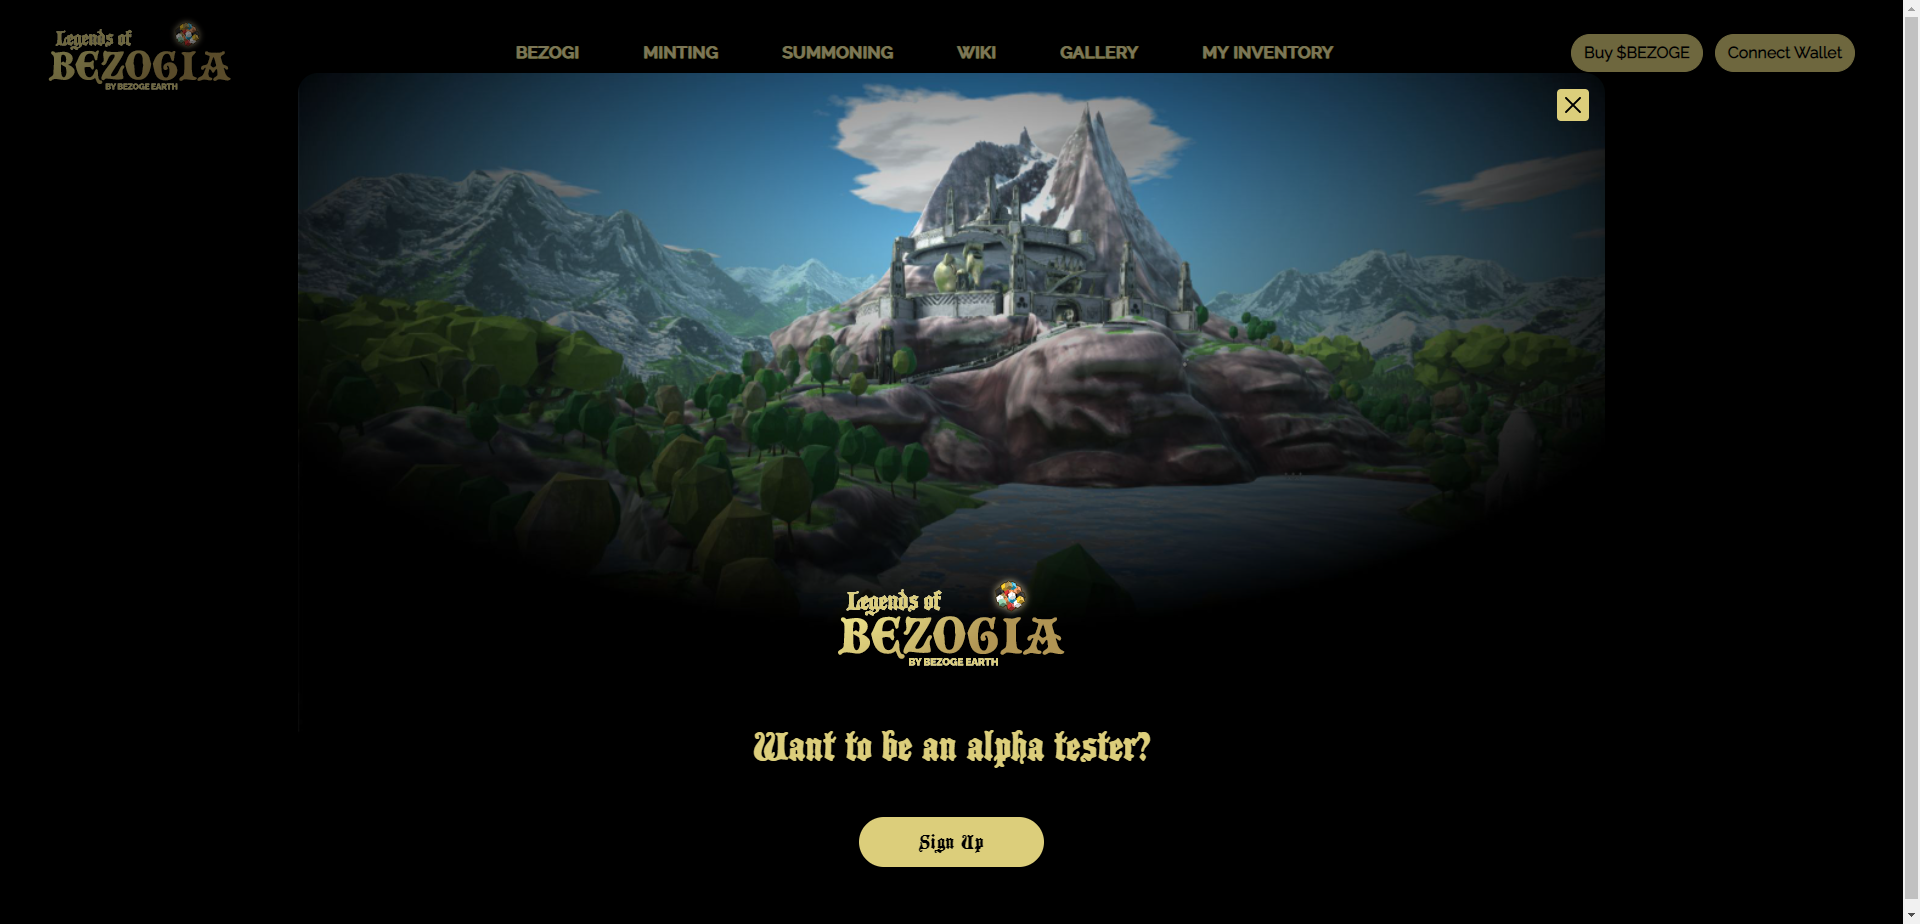 Legends of
BEZOGIA
BY BEZOGE EARTH
BEZOGI
MINTING
SUMMONING
WIKI
GALLERY
MY INVENTORY
Buy $BEZOGE
Connect Wallet
Legends of
BEZOGIA
BY BEZOGE EARTH
Want to be an alpha tester?
Sign Up